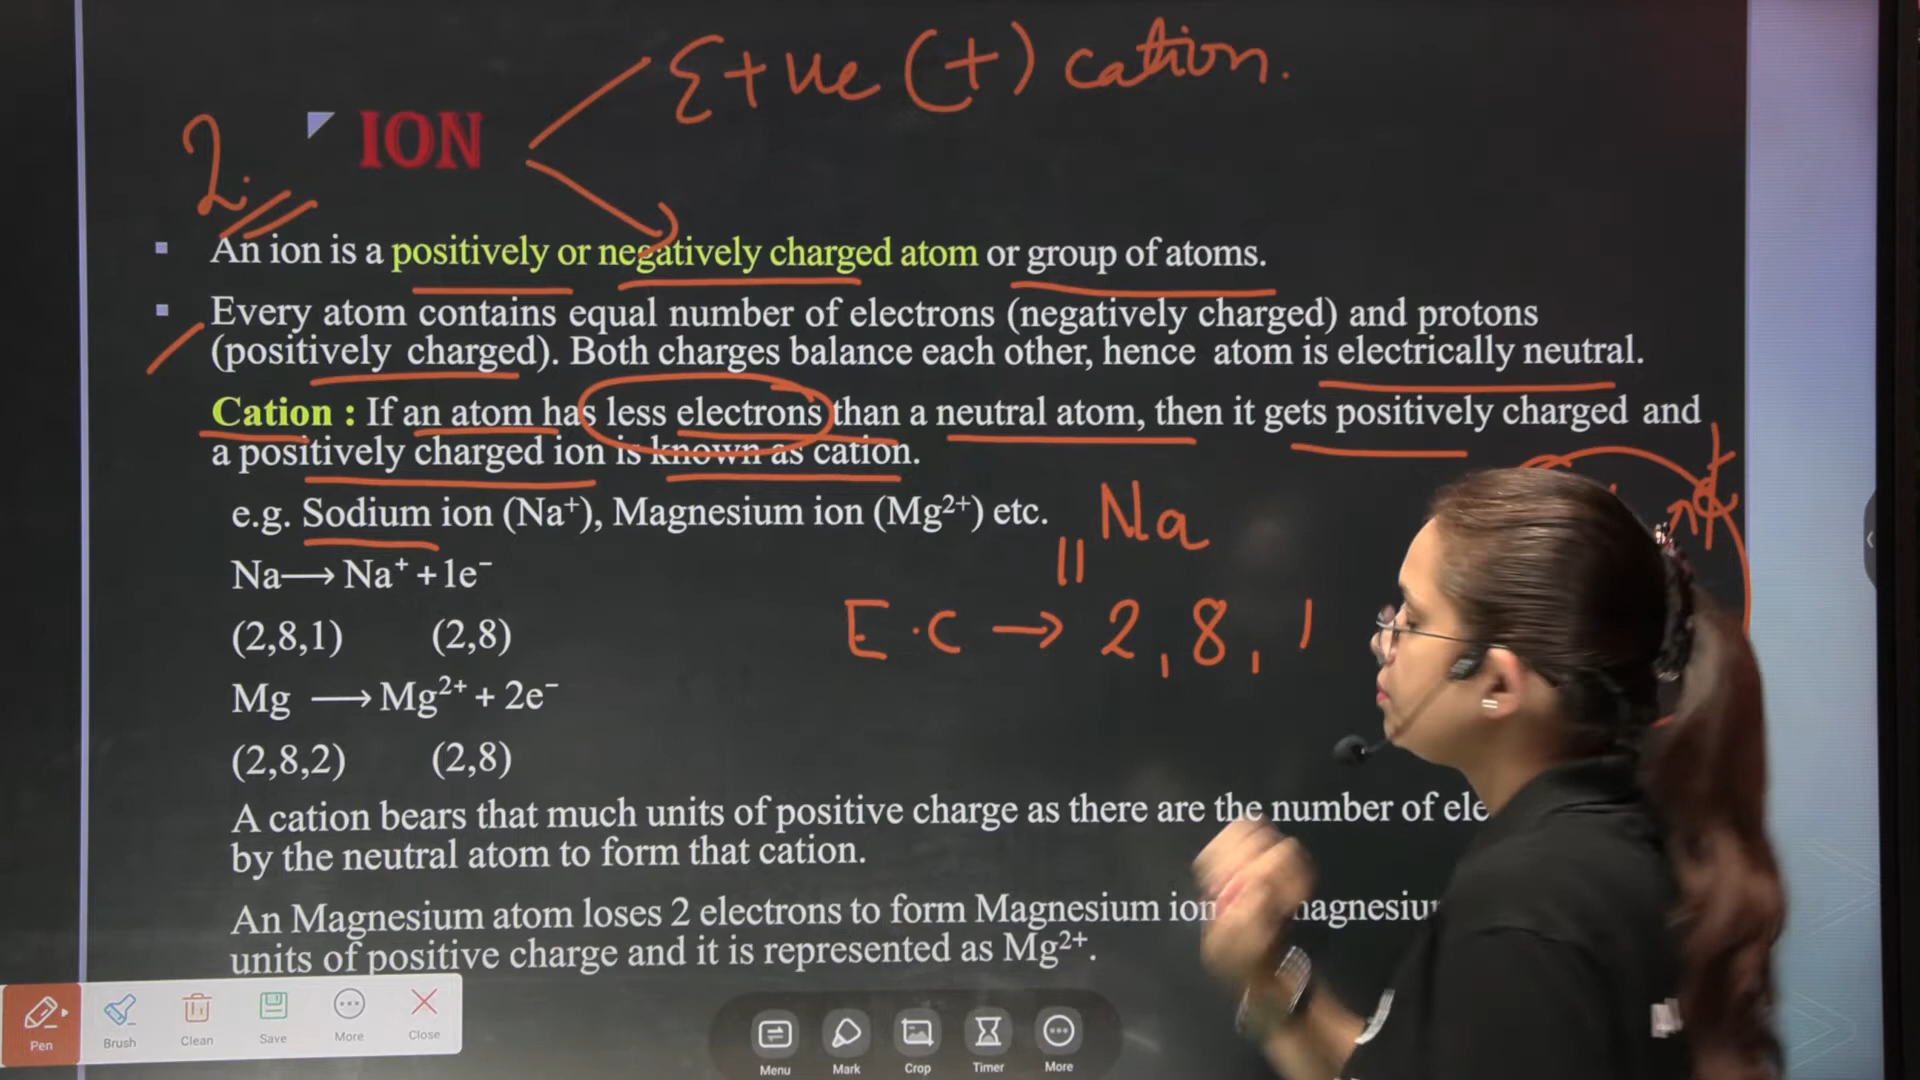 +ve (+) cation.
2.
ION
An ion is a positively or negatively charged atom or group of atoms.
Every atom contains equal number of electrons (negatively charged) and protons
(positively charged). Both charges balance each other, hence atom is electrically neutral.
Cation : If an atom has less electrons than a neutral atom, then it gets positively charged and
a positively charged ion is known as cation.
e.g. Sodium ion (Na⁺), Magnesium ion (Mg²⁺) etc.
Na
11
Na⟶Na⁺+1e⁻
(2,8,1) (2,8)
E.C → 2, 8, 1
Mg ⟶Mg²⁺ + 2e⁻
(2,8,2) (2,8)
A cation bears that much units of positive charge as there are the number of
by the neutral atom to form that cation.
An Magnesium atom loses 2 electrons to form Magnesium ion
units of positive charge and it is represented as Mg²⁺.
Pen Brush Clean Save More Close
Menu Mark Crop Timer More